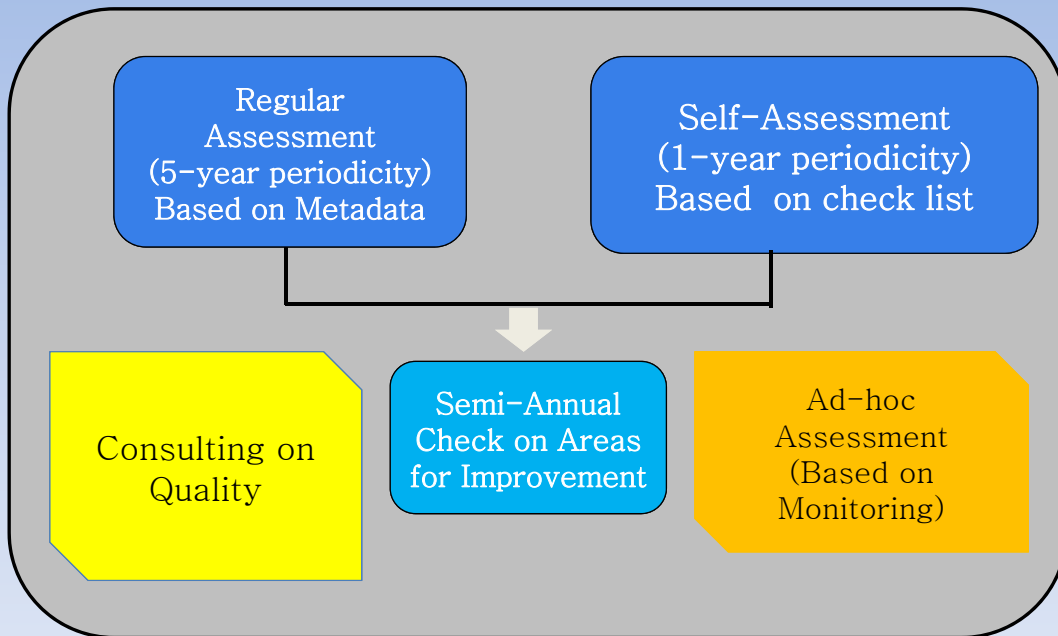 Regular
Assessment
(5-year periodicity)
Based on Metadata
Self-Assessment
(1-year periodicity)
Based on check list
Consulting on
Quality
Semi-Annual
Check on Areas
for Improvement
Ad-hoc
Assessment
(Based on
Monitoring)